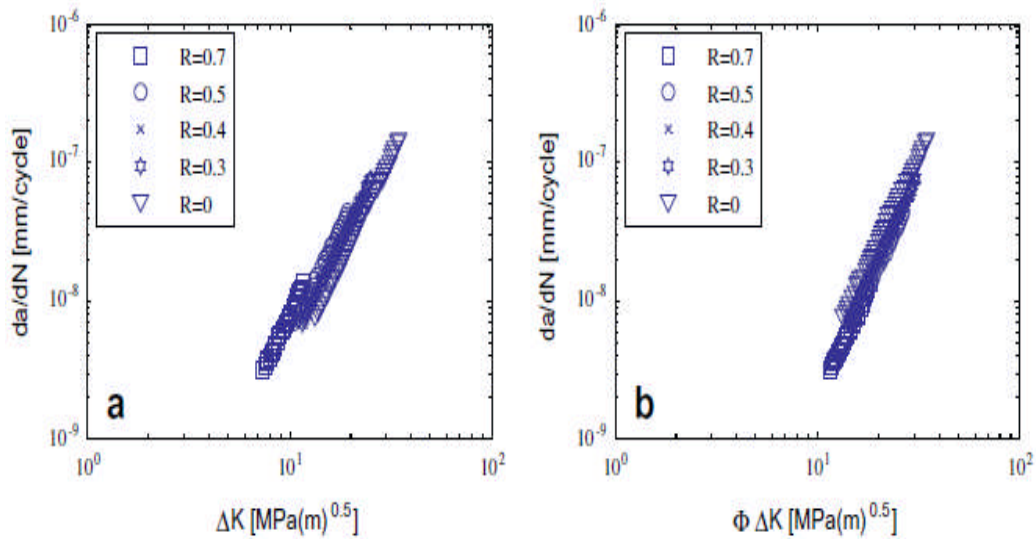 10^-6
10^-7
10^-8
10^-9
da/dN [mm/cycle]
R=0.7
R=0.5
R=0.4
R=0.3
R=0
a
10^0
10^1
10^2
ΔK [MPa(m)^0.5]
10^-6
10^-7
10^-8
10^-9
da/dN [mm/cycle]
R=0.7
R=0.5
R=0.4
R=0.3
R=0
b
10^0
10^1
10^2
Φ ΔK [MPa(m)^0.5]